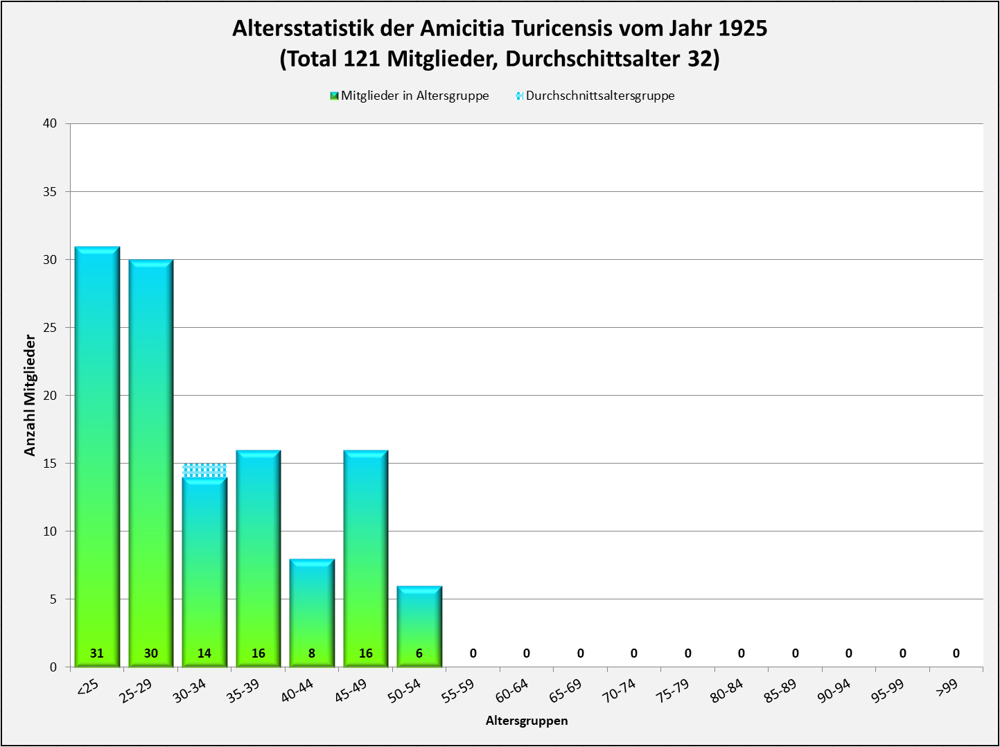 Altersstatistik der Amicitia Turicensis vom Jahr 1925
(Total 121 Mitglieder, Durchschittsalter 32)
Mitglieder in Altersgruppe Durchschnittsaltersgruppe
Anzahl Mitglieder
40
35
30
25
20
15
10
5
0
31 30 14 16 8 16 6 0 0 0 0 0 0 0 0 0 0
<25 25-29 30-34 35-39 40-44 45-49 50-54 55-59 60-64 65-69 70-74 75-79 80-84 85-89 90-94 95-99 >99
Altersgruppen